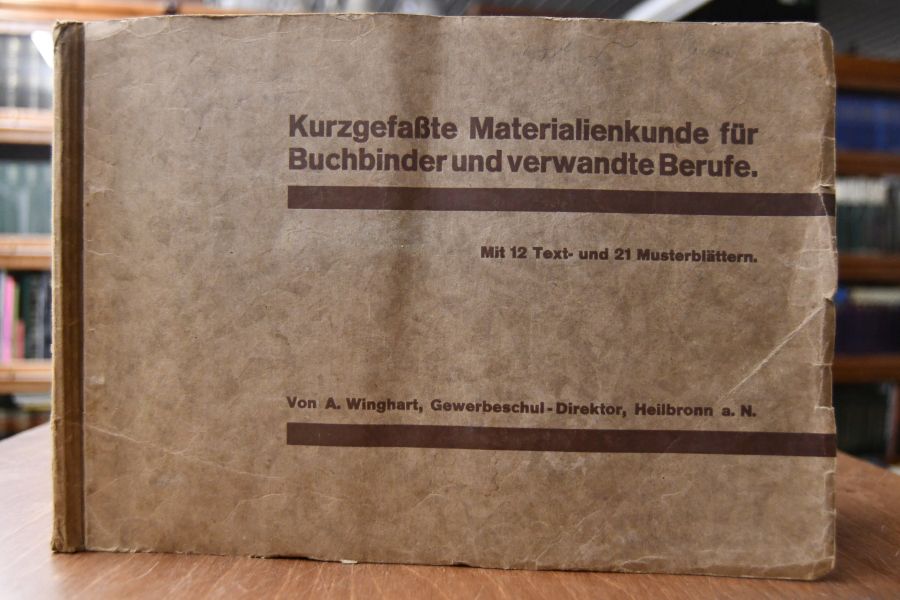 Kurzgefaßte Materialienkunde für
Buchbinder und verwandte Berufe.
Mit 12 Text- und 21 Musterblättern.
Von A. Winghart, Gewerbeschul-Direktor, Heilbronn a. N.